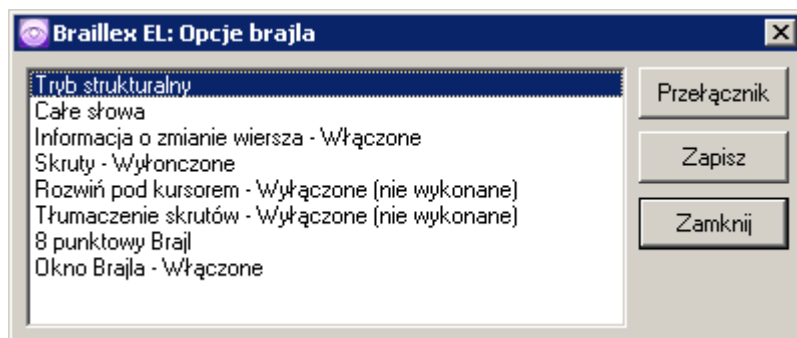 Braillex EL: Opcje brajla
Tryb strukturalny
Całe słowa
Informacja o zmianie wiersza - Włączone
Skruty - Wyłonczone
Rozwiń pod kursorem - Wyłączone (nie wykonane)
Tłumaczenie skrutów - Wyłączone (nie wykonane)
8 punktowy Brajl
Okno Brajla - Włączone
Przełącznik
Zapisz
Zamknij